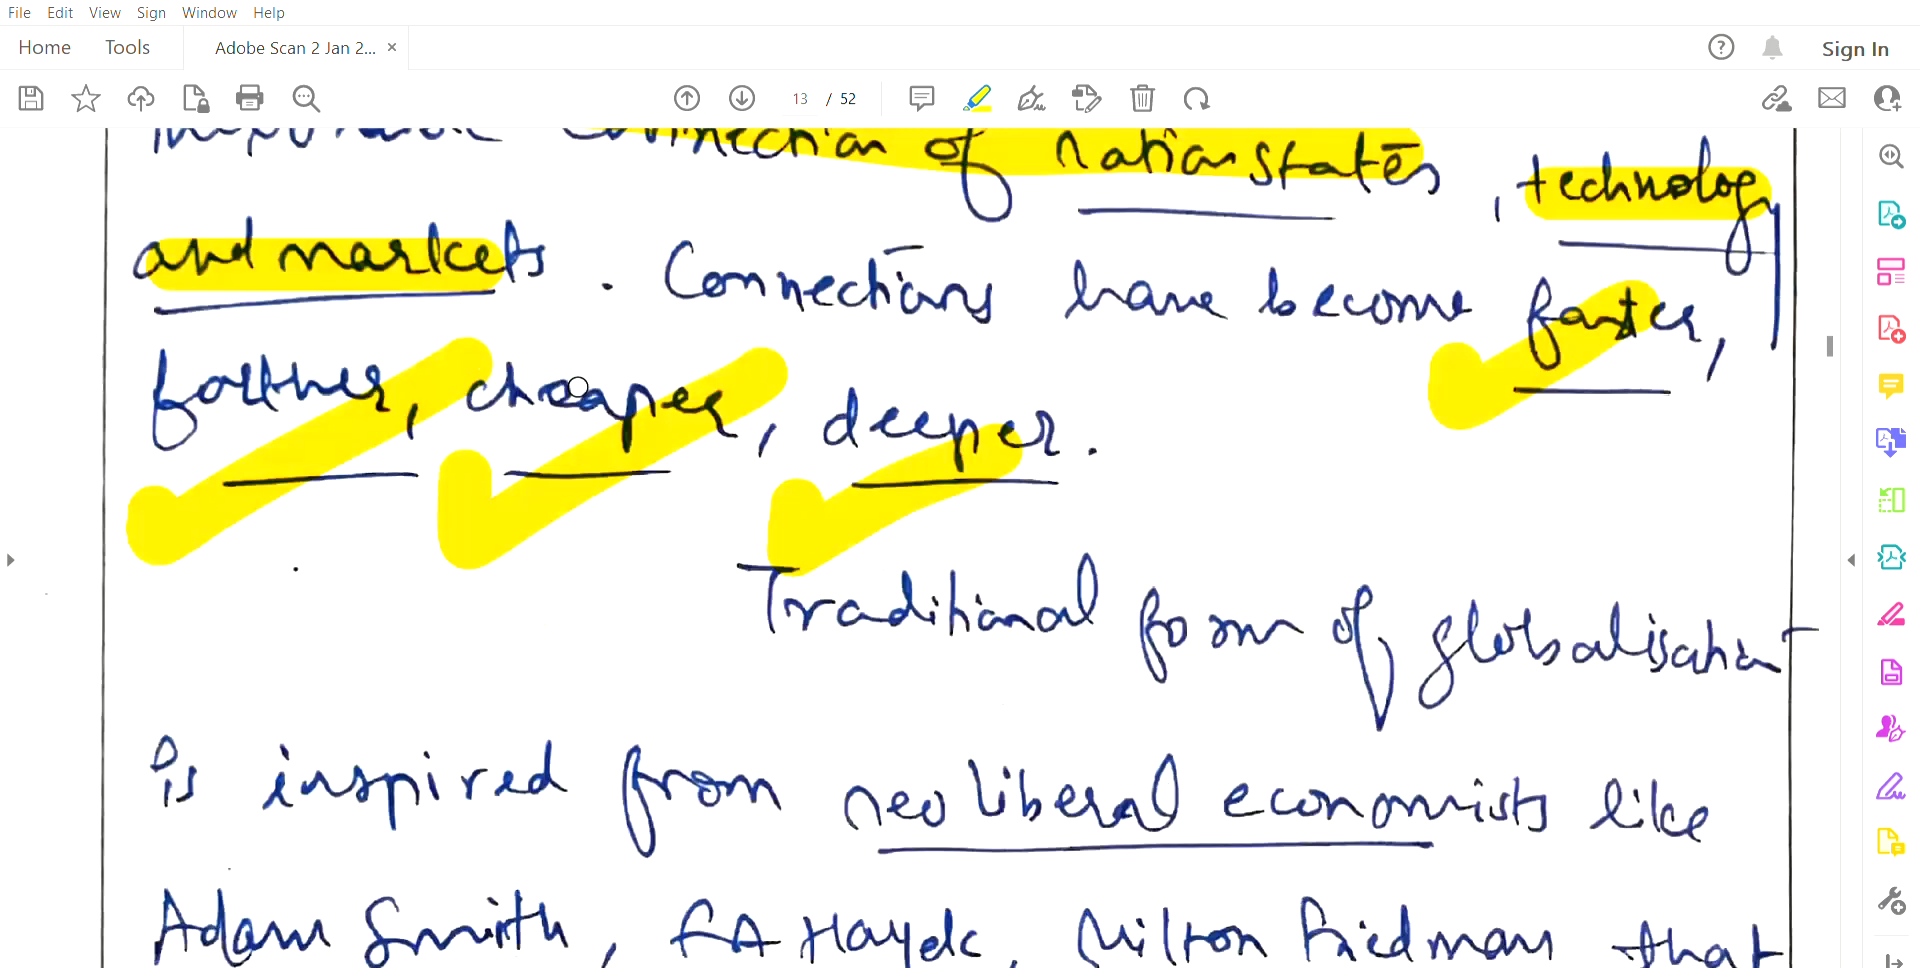 File Edit View Sign Window Help
Home Tools Adobe Scan 2 Jan 2... × Sign In
13 / 52
connection of nation states, technology
and markets. Connections have become faster,
farther, cheaper, deeper.
Traditional form of globalisation
is inspired from neo liberal economists like
Adam Smith, FA Hayek, Milton Friedman that